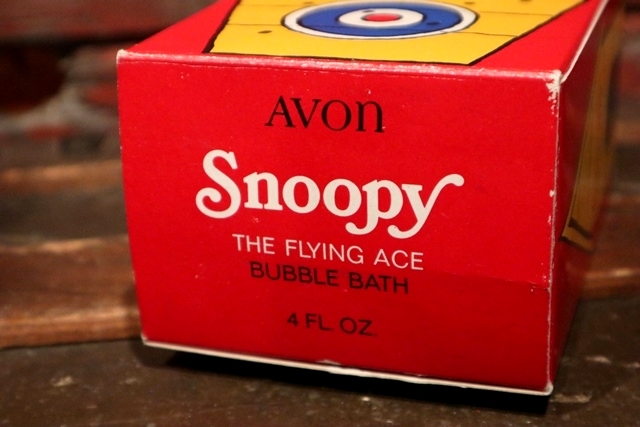 AVON
Snoopy
THE FLYING ACE
BUBBLE BATH
4 FL. OZ.